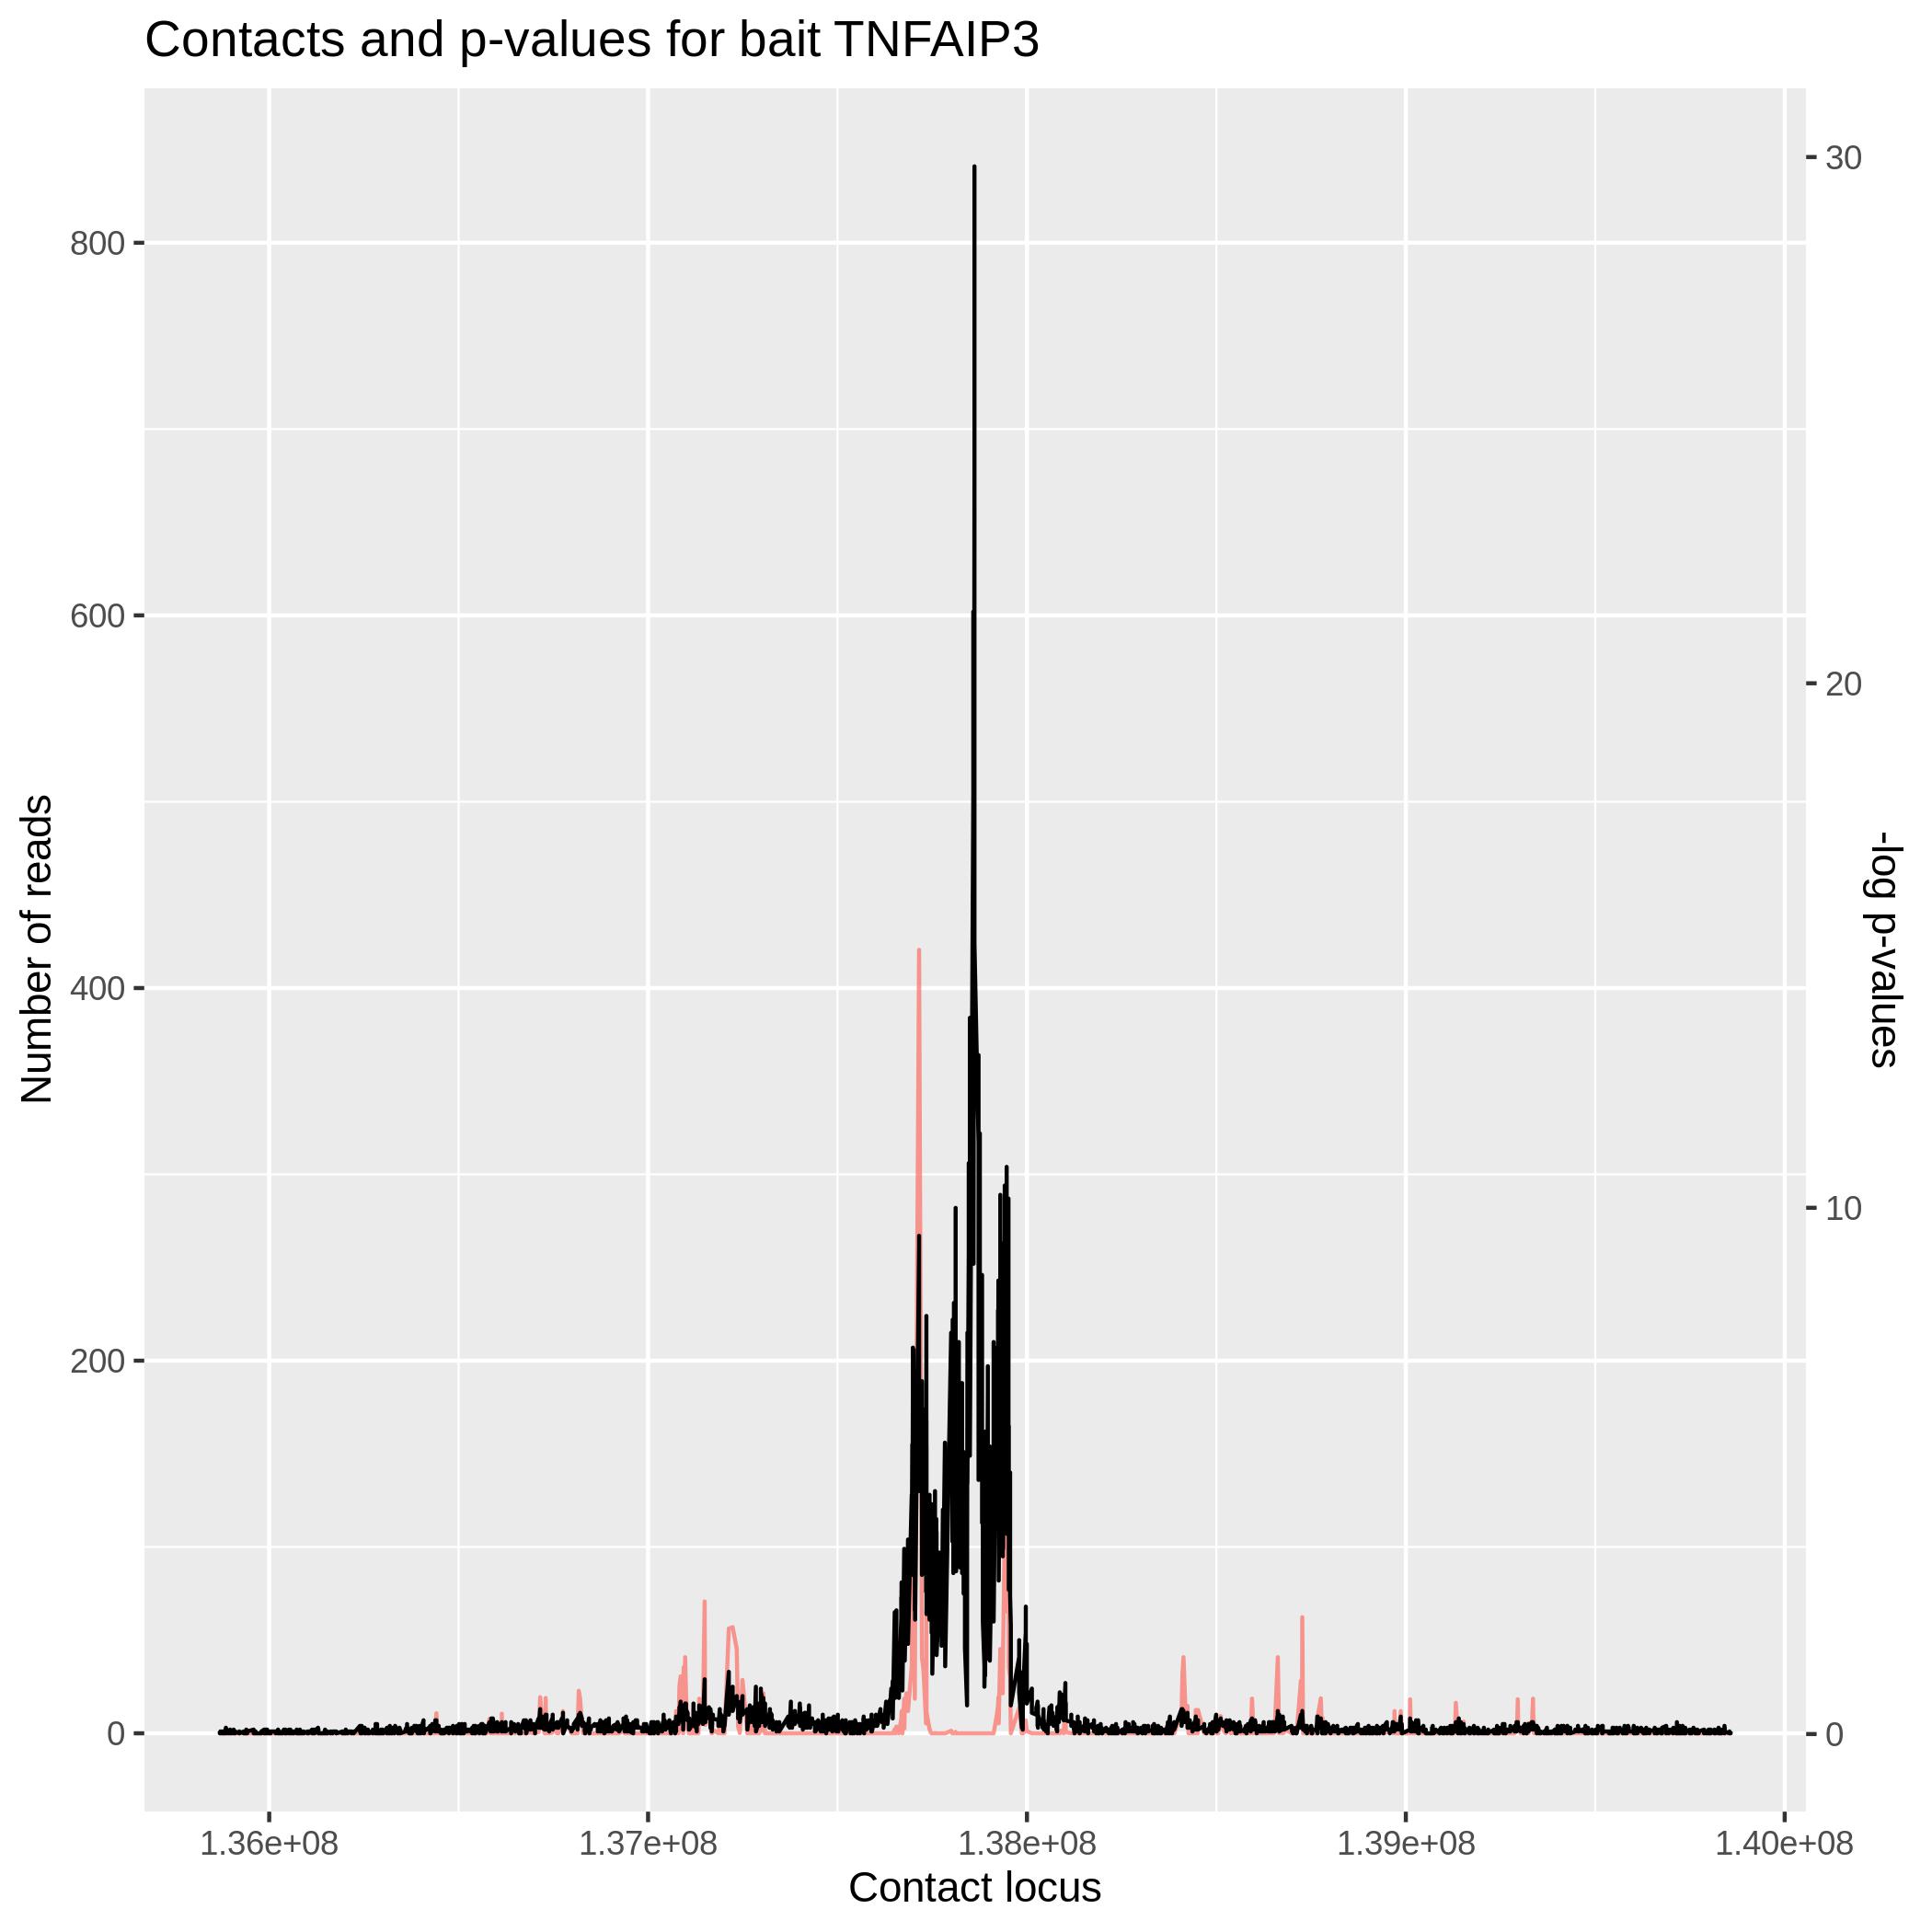 Contacts and p-values for bait TNFAIP3
800
600
400
200
0
Number of reads
30
20
10
0
-log p-values
1.36e+08
1.37e+08
1.38e+08
1.39e+08
1.40e+08
Contact locus